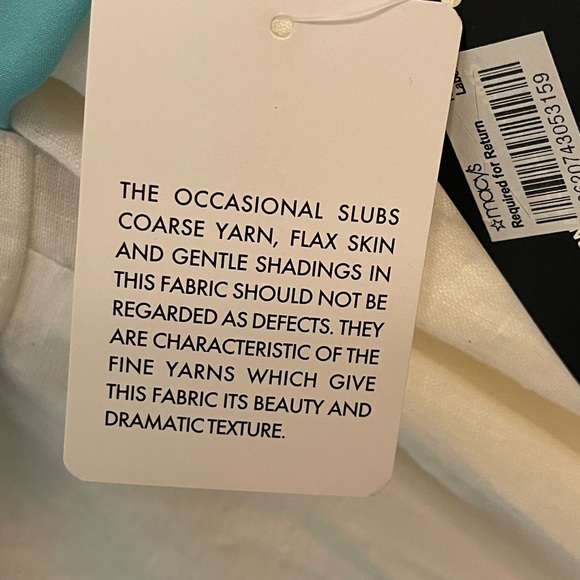 THE OCCASIONAL SLUBS
COARSE YARN, FLAX SKIN
AND GENTLE SHADINGS IN
THIS FABRIC SHOULD NOT BE
REGARDED AS DEFECTS. THEY
ARE CHARACTERISTIC OF THE
FINE YARNS WHICH GIVE
THIS FABRIC ITS BEAUTY AND
DRAMATIC TEXTURE.
macys
Required for Return